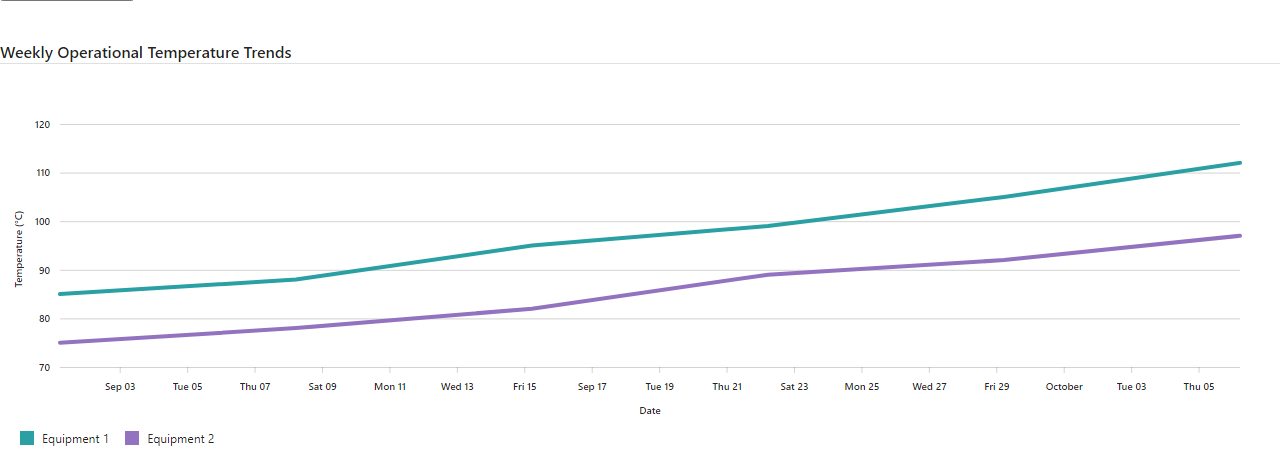 Weekly Operational Temperature Trends
120
110
100
90
80
70
Temperature (°C)
Sep 03 Tue 05 Thu 07 Sat 09 Mon 11 Wed 13 Fri 15 Sep 17 Tue 19 Thu 21 Sat 23 Mon 25 Wed 27 Fri 29 October Tue 03 Thu 05
Date
Equipment 1 Equipment 2